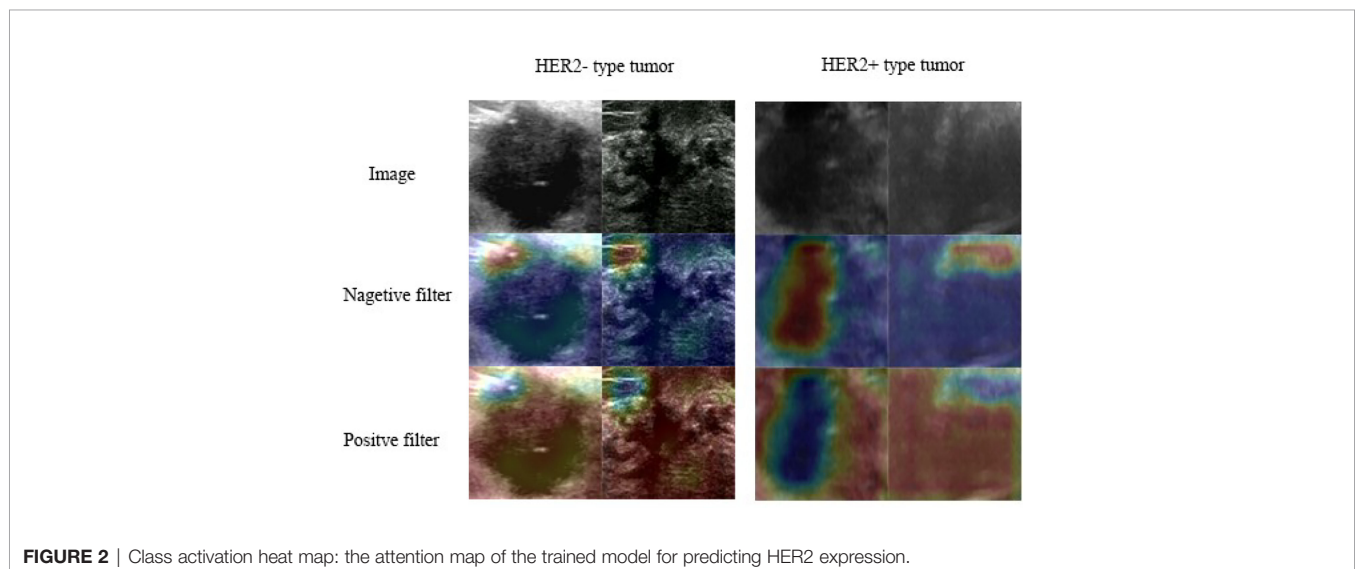 HER2- type tumor
HER2+ type tumor
Image
Nagetive filter
Positve filter
FIGURE 2 | Class activation heat map: the attention map of the trained model for predicting HER2 expression.